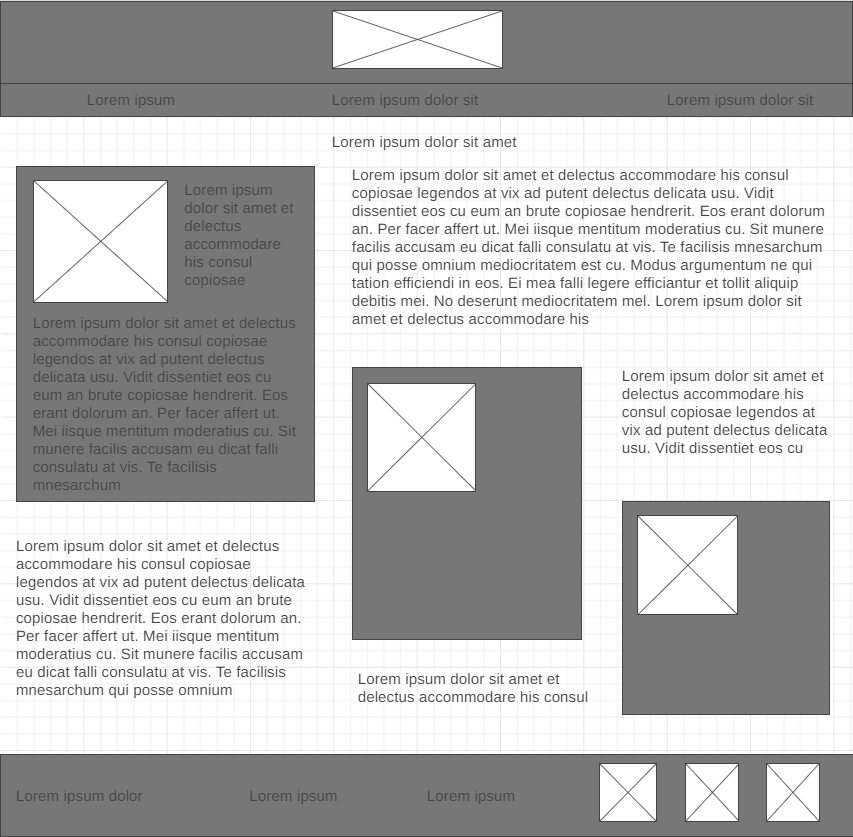 Lorem ipsum
Lorem ipsum dolor sit
Lorem ipsum dolor sit
Lorem ipsum dolor sit amet
Lorem ipsum
dolor sit amet et
delectus
accommodare
his consul
copiosae
Lorem ipsum dolor sit amet et delectus
accommodare his consul copiosae
legendos at vix ad putent delectus
delicata usu. Vidit dissentiet eos cu
eum an brute copiosae hendrerit. Eos
erant dolorum an. Per facer affert ut.
Mei iisque mentitum moderatius cu. Sit
munere facilis accusam eu dicat falli
consulatu at vis. Te facilisis
mnesarchum
Lorem ipsum dolor sit amet et delectus
accommodare his consul copiosae
legendos at vix ad putent delectus delicata
usu. Vidit dissentiet eos cu eum an brute
copiosae hendrerit. Eos erant dolorum an.
Per facer affert ut. Mei iisque mentitum
moderatius cu. Sit munere facilis accusam
eu dicat falli consulatu at vis. Te facilisis
mnesarchum qui posse omnium
Lorem ipsum dolor sit amet et delectus accommodare his consul
copiosae legendos at vix ad putent delectus delicata usu. Vidit
dissentiet eos cu eum an brute copiosae hendrerit. Eos erant dolorum
an. Per facer affert ut. Mei iisque mentitum moderatius cu. Sit munere
facilis accusam eu dicat falli consulatu at vis. Te facilisis mnesarchum
qui posse omnium mediocritatem est cu. Modus argumentum ne qui
tation efficiendi in eos. Ei mea falli legere efficiantur et tollit aliquip
debitis mei. No deserunt mediocritatem mel. Lorem ipsum dolor sit
amet et delectus accommodare his
Lorem ipsum dolor sit amet et
delectus accommodare his consul
Lorem ipsum dolor sit amet et
delectus accommodare his
consul copiosae legendos at
vix ad putent delectus delicata
usu. Vidit dissentiet eos cu
Lorem ipsum dolor
Lorem ipsum
Lorem ipsum